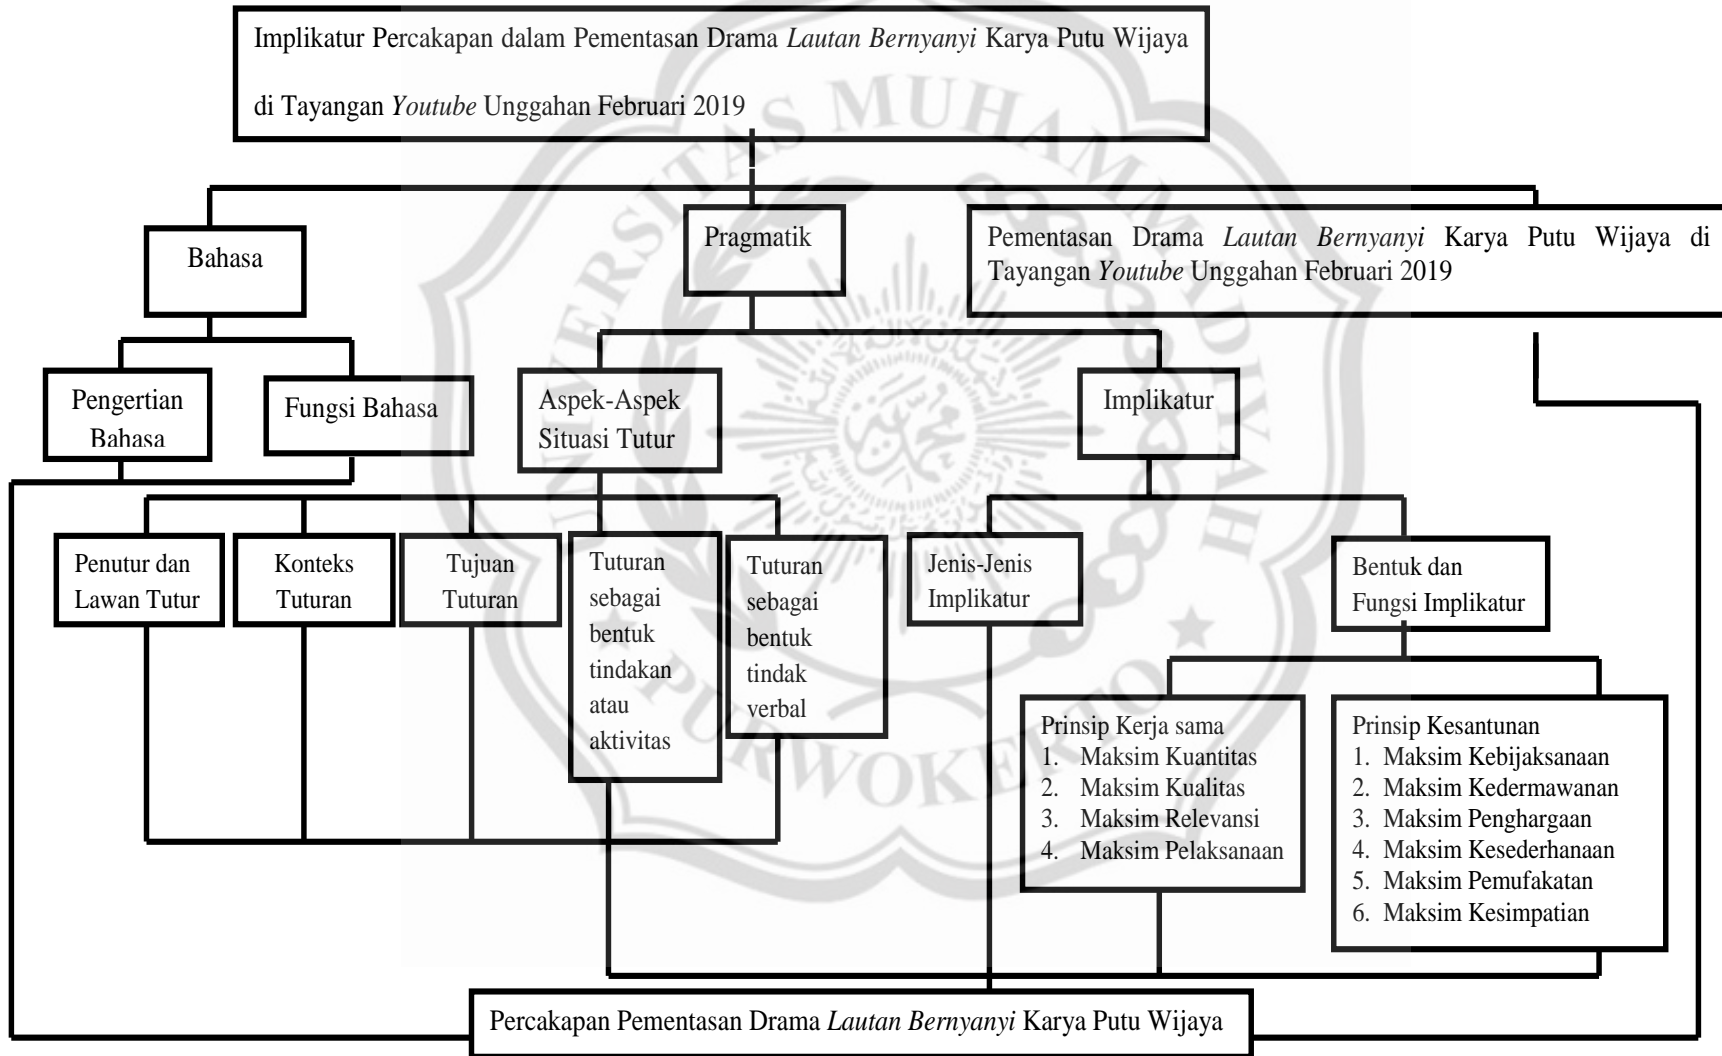 Implikatur Percakapan dalam Pementasan Drama Lautan Bernyanyi Karya Putu Wijaya
di Tayangan Youtube Unggahan Februari 2019
Bahasa
Pragmatik
Pementasan Drama Lautan Bernyanyi Karya Putu Wijaya di
Tayangan Youtube Unggahan Februari 2019
Pengertian
Bahasa
Fungsi Bahasa
Aspek-Aspek
Situasi Tutur
Implikatur
Penutur dan
Lawan Tutur
Konteks
Tuturan
Tujuan
Tuturan
Tuturan
sebagai
bentuk
tindakan
atau
aktivitas
Tuturan
sebagai
bentuk
tindak
verbal
Jenis-Jenis
Implikatur
Bentuk dan
Fungsi Implikatur
Prinsip Kerja sama
1. Maksim Kuantitas
2. Maksim Kualitas
3. Maksim Relevansi
4. Maksim Pelaksanaan
Prinsip Kesantunan
1. Maksim Kebijaksanaan
2. Maksim Kedermawanan
3. Maksim Penghargaan
4. Maksim Kesederhanaan
5. Maksim Pemufakatan
6. Maksim Kesimpatian
Percakapan Pementasan Drama Lautan Bernyanyi Karya Putu Wijaya
UNIVERSITAS MUHAMMADIYAH
PURWOKERTO